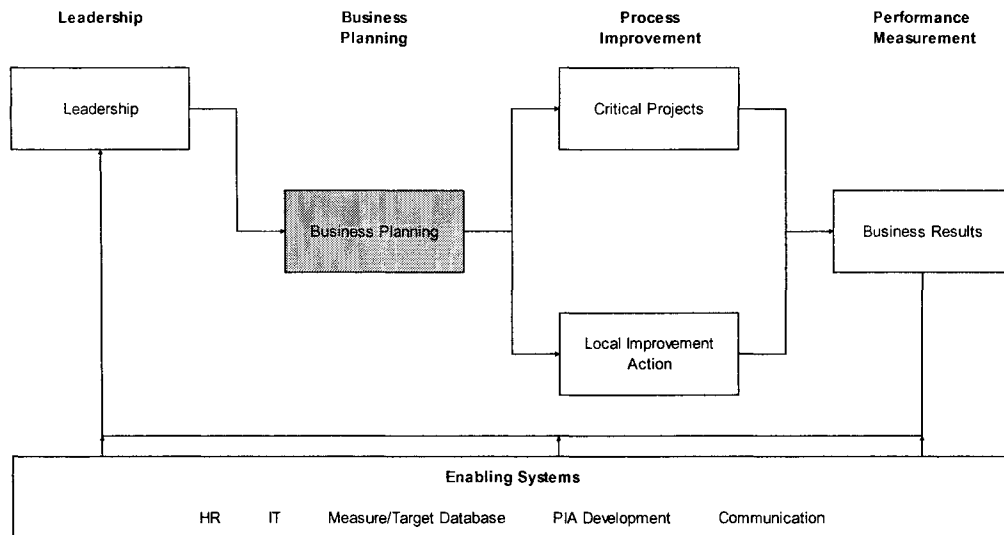 Leadership
Business
Planning
Process
Improvement
Performance
Measurement
Leadership
Critical Projects
Business Planning
Business Results
Local Improvement
Action
Enabling Systems
HR IT Measure/Target Database PIA Development Communication